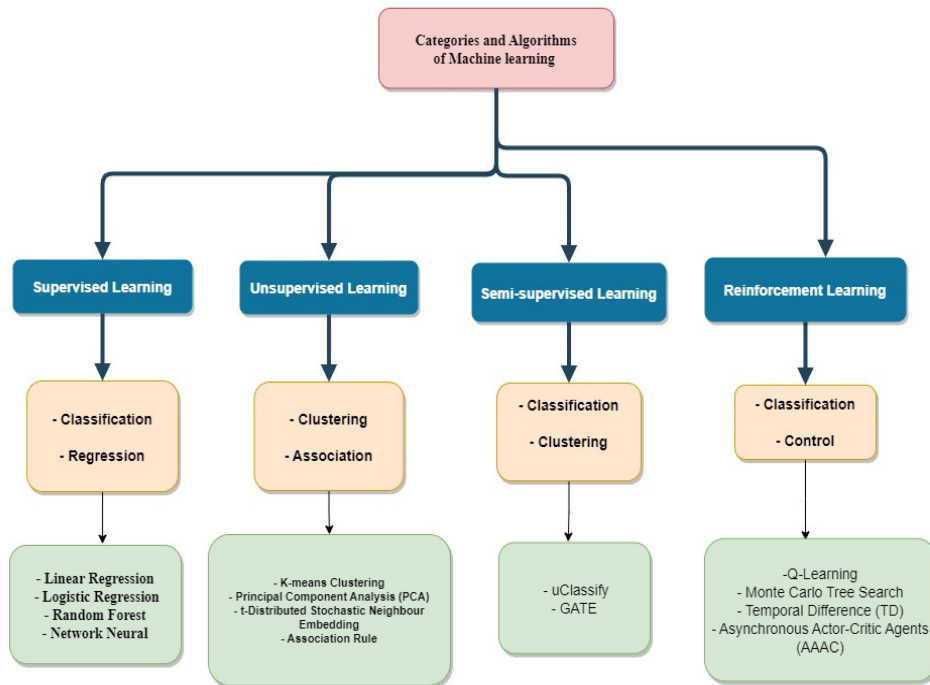 Categories and Algorithms
of Machine learning
Supervised Learning
Unsupervised Learning
Semi-supervised Learning
Reinforcement Learning
- Classification
- Regression
- Clustering
- Association
- Classification
- Clustering
- Classification
- Control
- Linear Regression
- Logistic Regression
- Random Forest
- Network Neural
- K-means Clustering
- Principal Component Analysis (PCA)
- t-Distributed Stochastic Neighbour
Embedding
- Association Rule
- uClassify
- GATE
-Q-Learning
- Monte Carlo Tree Search
- Temporal Difference (TD)
- Asynchronous Actor-Critic Agents
(AAAC)